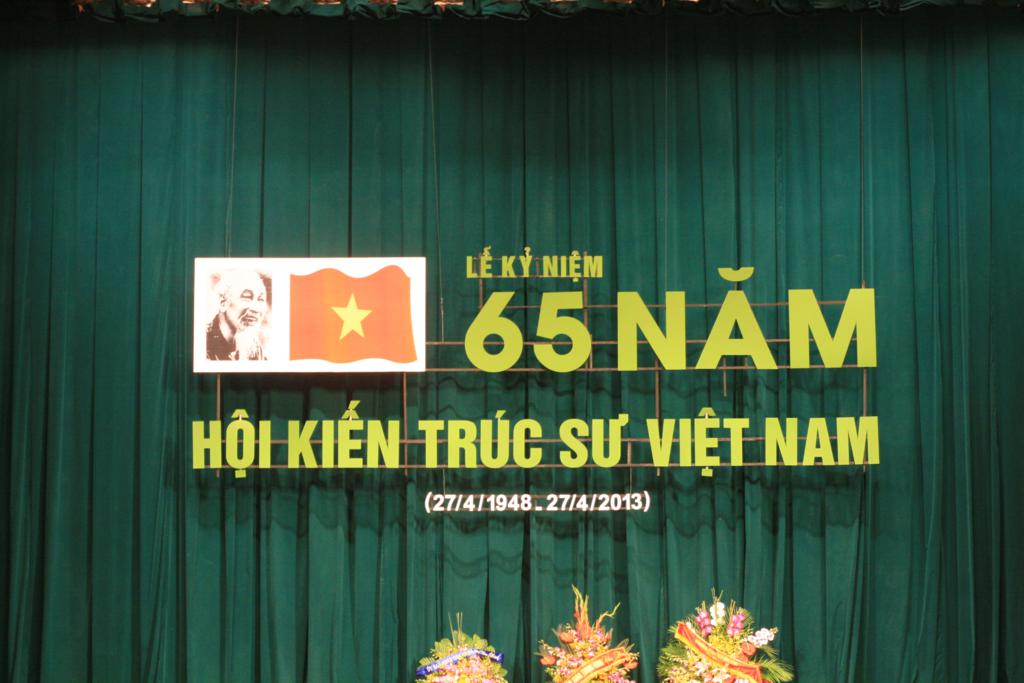 LỄ KỶ NIỆM
65 NĂM
HỘI KIẾN TRÚC SƯ VIỆT NAM
(27/4/1948 - 27/4/2013)